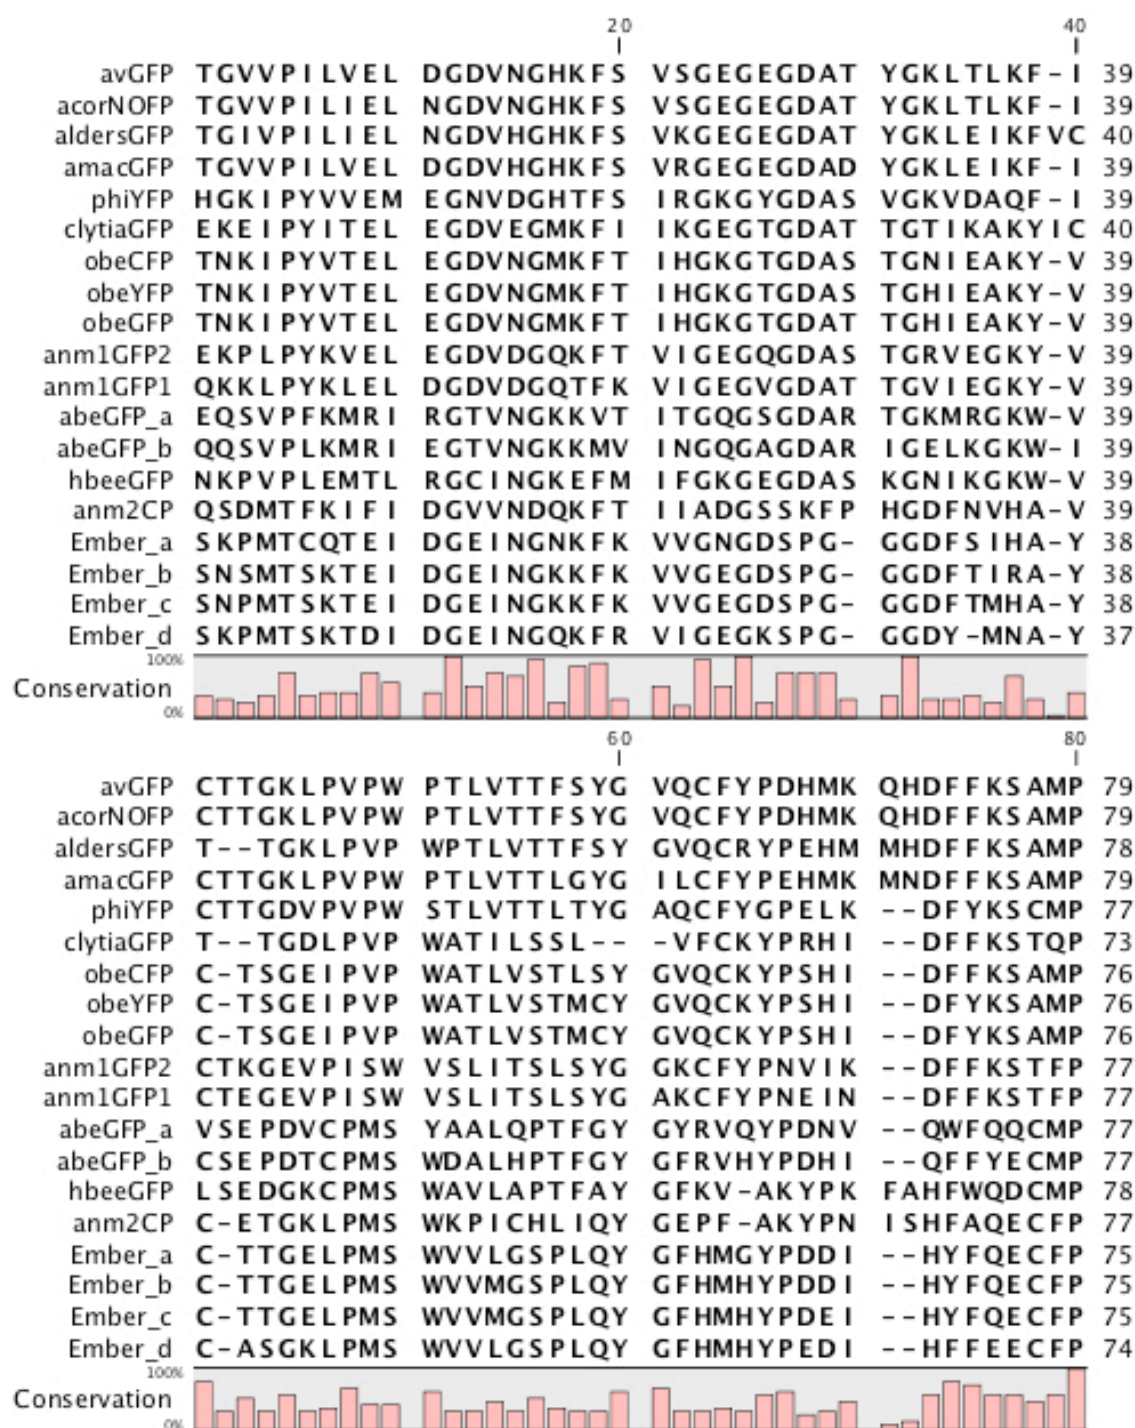 20 40
avGFP TGVVPILVEL DGDVNGHKFS VSGEGEGDAT YGKLTLKF-I 39
acorNOFP TGVVPILIEL NGDVNGHKFS VSGEGEGDAT YGKLTLKF-I 39
aldersGFP TGIVPILIEL NGDVHGHKFS VKGEGEGDAT YGKLEIKFVC 40
amacGFP TGVVPILVEL DGDVHGHKFS VRGEGEGDAD YGKLEIKF-I 39
phiYFP HGKIPYVVEM EGNVDGHTFS IRGKGYGDAS VGKVDAQF-I 39
clytiaGFP EKEIPYITEL EGDVEGMKFI IKGEGTGDAT TGTIKAKYIC 40
obeCFP TNKIPYVTEL EGDVNGMKFT IHGKGTGDAS TGNIEAKY-V 39
obeYFP TNKIPYVTEL EGDVNGMKFT IHGKGTGDAS TGHIEAKY-V 39
obeGFP TNKIPYVTEL EGDVNGMKFT IHGKGTGDAT TGHIEAKY-V 39
anm1GFP2 EKPLPYKVEL EGDVDGQKFT VIGEGQGDAS TGRVEGKY-V 39
anm1GFP1 QKKLPYKLEL DGDVDGQTFK VIGEGVGDAT TGVIEGKY-V 39
abeGFP_a EQSVPFKMRI RGTVNGKKVT ITGQGSGDAR TGKMRGKW-V 39
abeGFP_b QQSVPLKMRI EGTVNGKKMV INGQGAGDAR IGELKGKW-I 39
hbeeGFP NKPVPLEMTL RGCINGKEFM IFGKGEGDAS KGNIKGKW-V 39
anm2CP QSDMTFKIFI DGVVNDQKFT IIADGSSKFP HGDFNVHA-V 39
Ember_a SKPMTCQTEI DGEINGNKFK VVGNGDSPG- GGDFSIHA-Y 38
Ember_b SNSMTSKTEI DGEINGKKFK VVGEGDSPG- GGDFTIRA-Y 38
Ember_c SNPMTSKTEI DGEINGKKFK VVGEGDSPG- GGDFTMHA-Y 38
Ember_d SKPMTSKTDI DGEINGQKFR VIGEGKSPG- GGDY-MNA-Y 37
100%
Conservation
0%
60 80
avGFP CTTGKLPVPW PTLVTTFSYG VQCFYPDHMK QHDFFKSAMP 79
acorNOFP CTTGKLPVPW PTLVTTFSYG VQCFYPDHMK QHDFFKSAMP 79
aldersGFP T--TGKLPVP WPTLVTTFSY GVQCRYPEHM MHDFFKSAMP 78
amacGFP CTTGKLPVPW PTLVTTLGYG ILCFYPEHMK MNDFFKSAMP 79
phiYFP CTTGDVPVPW STLVTTLTYG AQCFYGPELK --DFYKSCMP 77
clytiaGFP T--TGDLPVP WATILSSL-- -VFCKYPRHI --DFFKSTQP 73
obeCFP C-TSGEIPVP WATLVSTLSY GVQCKYPSHI --DFFKSAMP 76
obeYFP C-TSGEIPVP WATLVSTMCY GVQCKYPSHI --DFYKSAMP 76
obeGFP C-TSGEIPVP WATLVSTMCY GVQCKYPSHI --DFYKSAMP 76
anm1GFP2 CTKGEVPISW VSLITSLSYG GKCFYPNVIK --DFFKSTFP 77
anm1GFP1 CTEGEVPISW VSLITSLSYG AKCFYPNEIN --DFFKSTFP 77
abeGFP_a VSEPDVCPMS YAALQPTFGY GYRVQYPDNV --QWFQQCMP 77
abeGFP_b CSEPDTCPMS WDALHPTFGY GFRVHYPDHI --QFFYECMP 77
hbeeGFP LSEDGKCPMS WAVLAPTFAY GFKV-AKYPK FAHFWQDCMP 78
anm2CP C-ETGKLPMS WKPICHLIQY GEPF-AKYPN ISHFAQECFP 77
Ember_a C-TTGELPMS WVVLGSPLQY GFHMGYPDDI --HYFQECFP 75
Ember_b C-TTGELPMS WVVMGSPLQY GFHMHYPDDI --HYFQECFP 75
Ember_c C-TTGELPMS WVVMGSPLQY GFHMHYPDEI --HYFQECFP 75
Ember_d C-ASGKLPMS WVVLGSPLQY GFHMHYPEDI --HFFEECFP 74
100%
Conservation
0%